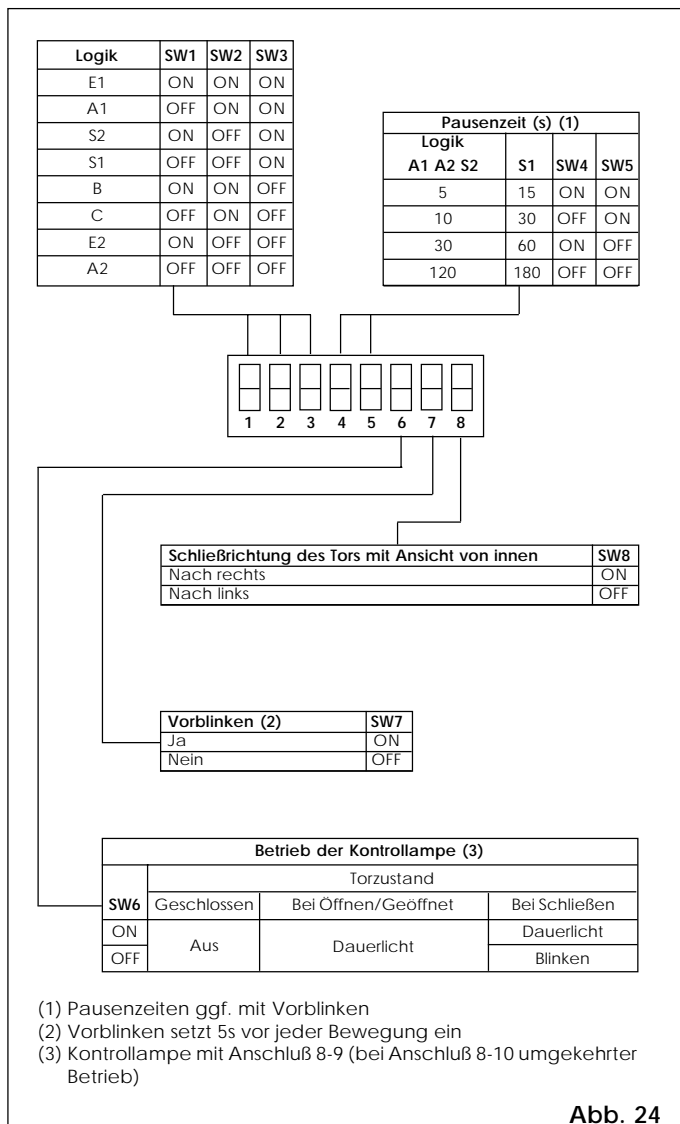 Logik SW1 SW2 SW3
E1 ON ON ON
A1 OFF ON ON
S2 ON OFF ON
S1 OFF OFF ON
B ON ON OFF
C OFF ON OFF
E2 ON OFF OFF
A2 OFF OFF OFF
Pausenzeit (s) (1)
Logik
A1 A2 S2 S1 SW4 SW5
5 15 ON ON
10 30 OFF ON
30 60 ON OFF
120 180 OFF OFF
1 2 3 4 5 6 7 8
Schließrichtung des Tors mit Ansicht von innen SW8
Nach rechts ON
Nach links OFF
Vorblinken (2) SW7
Ja ON
Nein OFF
Betrieb der Kontrollampe (3)
Torzustand
SW6 Geschlossen Bei Öffnen/Geöffnet Bei Schließen
ON Dauerlicht
Aus Dauerlicht
OFF Blinken
(1) Pausenzeiten ggf. mit Vorblinken
(2) Vorblinken setzt 5s vor jeder Bewegung ein
(3) Kontrollampe mit Anschluß 8-9 (bei Anschluß 8-10 umgekehrter
Betrieb)
Abb. 24